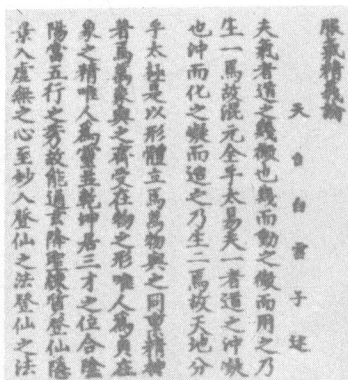 服氣精義論
天台白雲子述
夫氣者道之幾微也幾而動之微而用之乃
生一焉故混元全乎太易夫一者道之沖凝
也沖而化之凝而造之乃生二焉故天地分
乎太極是以形體立焉萬物與之同稟精神
著焉萬象與之齊受在物之形唯人為貞在
象之精唯人為靈並乾坤居三才之位合陰
陽當五行之秀故能通玄降聖鍊質登仙隱
景入虛無之心至妙入登仙之法登仙之法